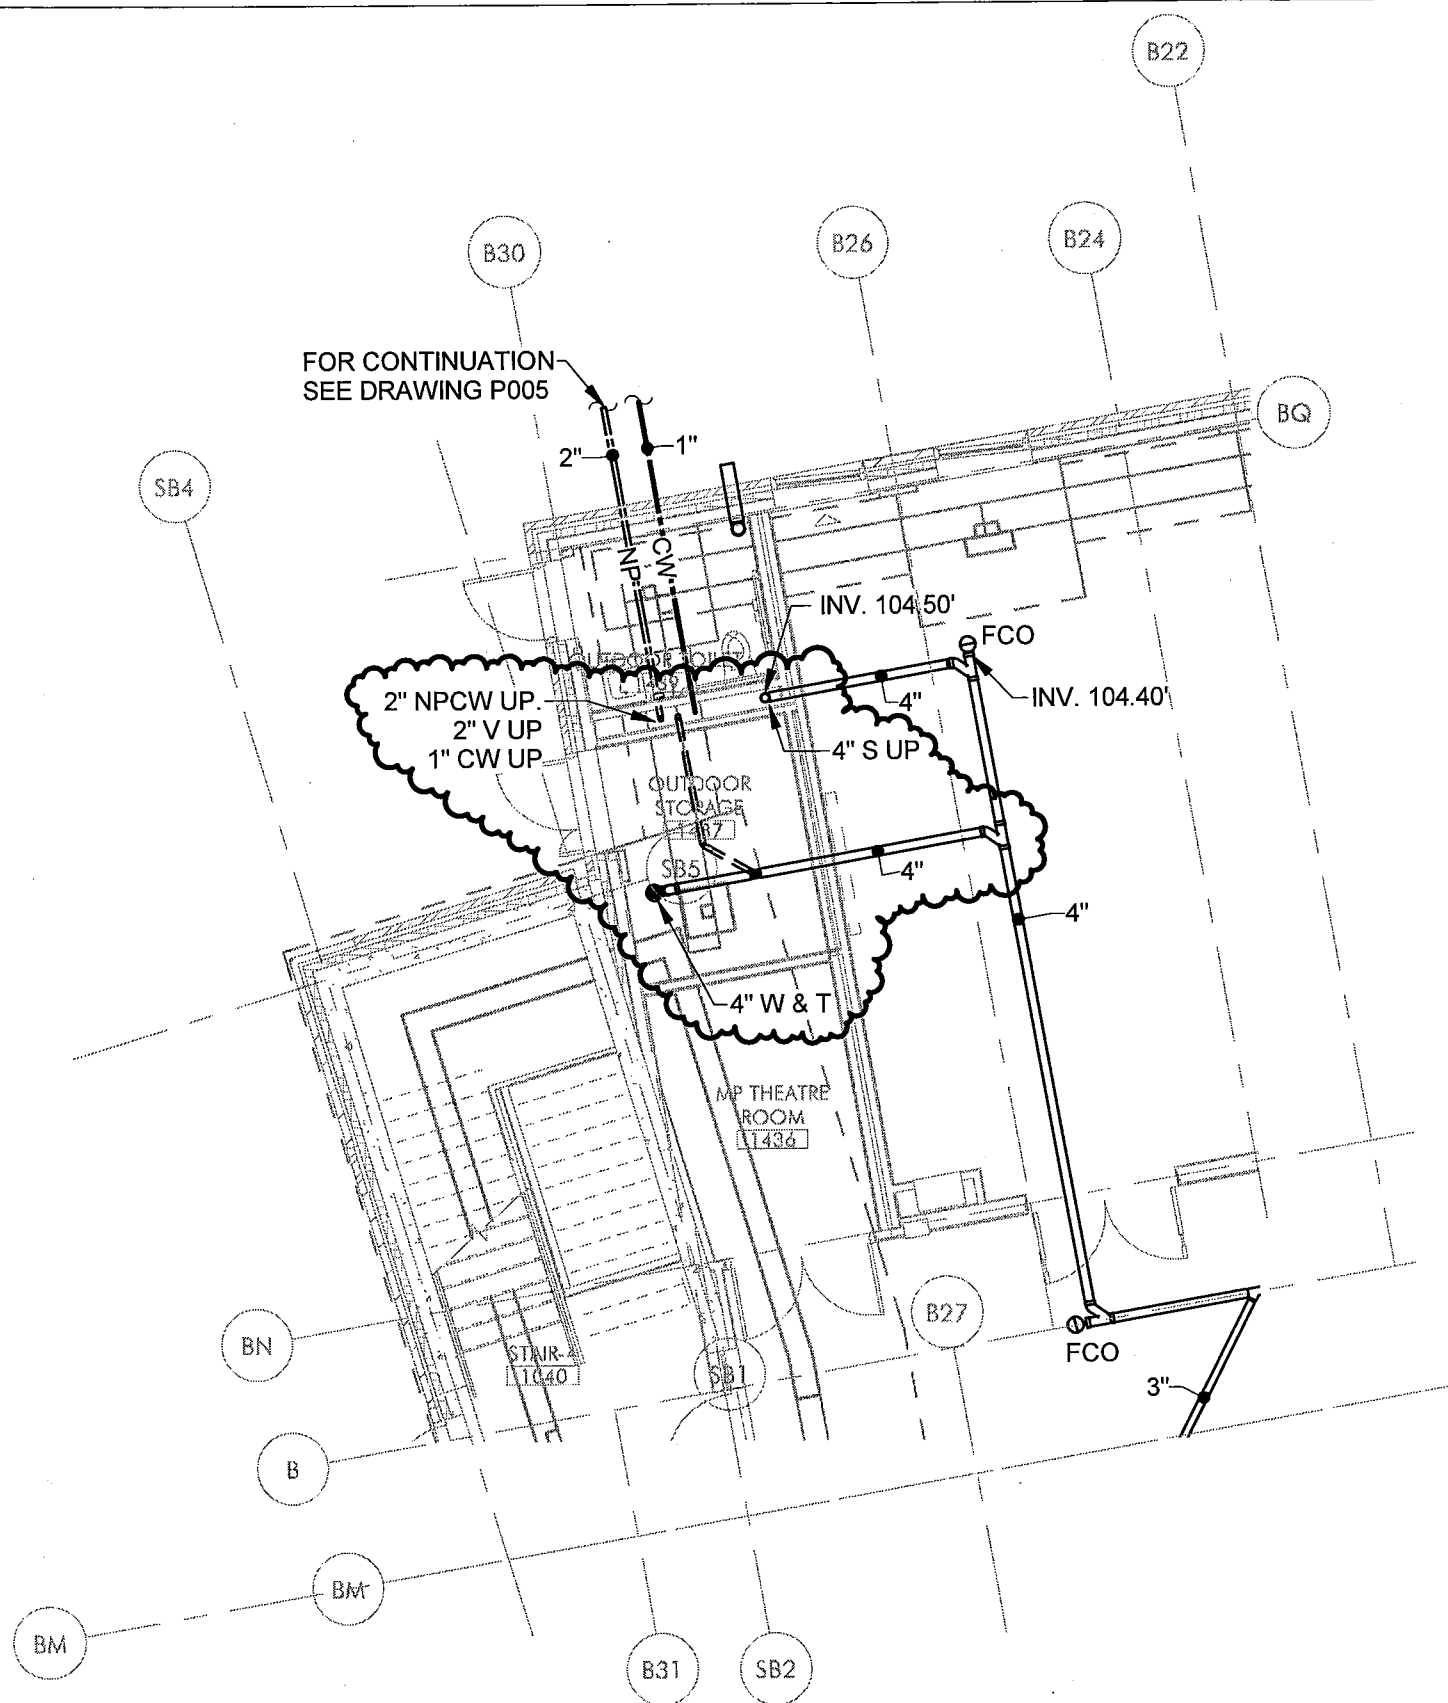 B22
B30
B26
B24
FOR CONTINUATION
SEE DRAWING P005
BQ
2"
1"
SB4
NP
CW
INV. 104.50'
FCO
OUTDOOR
4"
INV. 104.40'
2" NPCW UP.
2" V UP
1" CW UP
4" S UP
OUTDOOR
STORAGE
SB5
4"
4"
4" W & T
MP THEATRE
ROOM
1436
B27
BN
FCO
STAIR-
1040
SB1
3"
B
BM
BM
B31
SB2